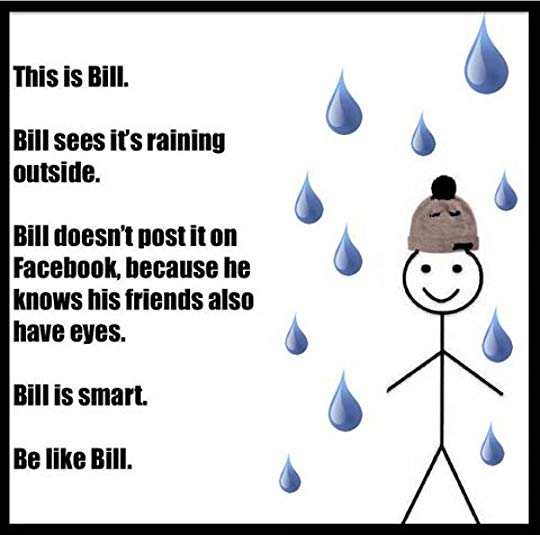 This is Bill.
Bill sees it's raining
outside.
Bill doesn't post it on
Facebook, because he
knows his friends also
have eyes.
Bill is smart.
Be like Bill.